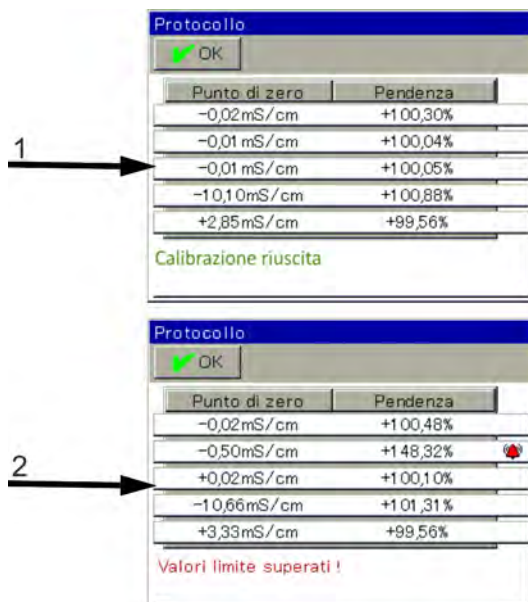 Protocollo
OK
Punto di zero Pendenza
-0,02mS/cm +100,30%
-0,01 mS/cm +100,04%
1
-0,01 mS/cm +100,05%
-10,10mS/cm +100,88%
+2,85mS/cm +99,56%
Calibrazione riuscita
Protocollo
OK
Punto di zero Pendenza
-0,02mS/cm +100,48%
-0,50mS/cm +148,32%
2
+0,02mS/cm +100,10%
-10,66mS/cm +101,31%
+3,33mS/cm +99,56%
Valori limite superati !